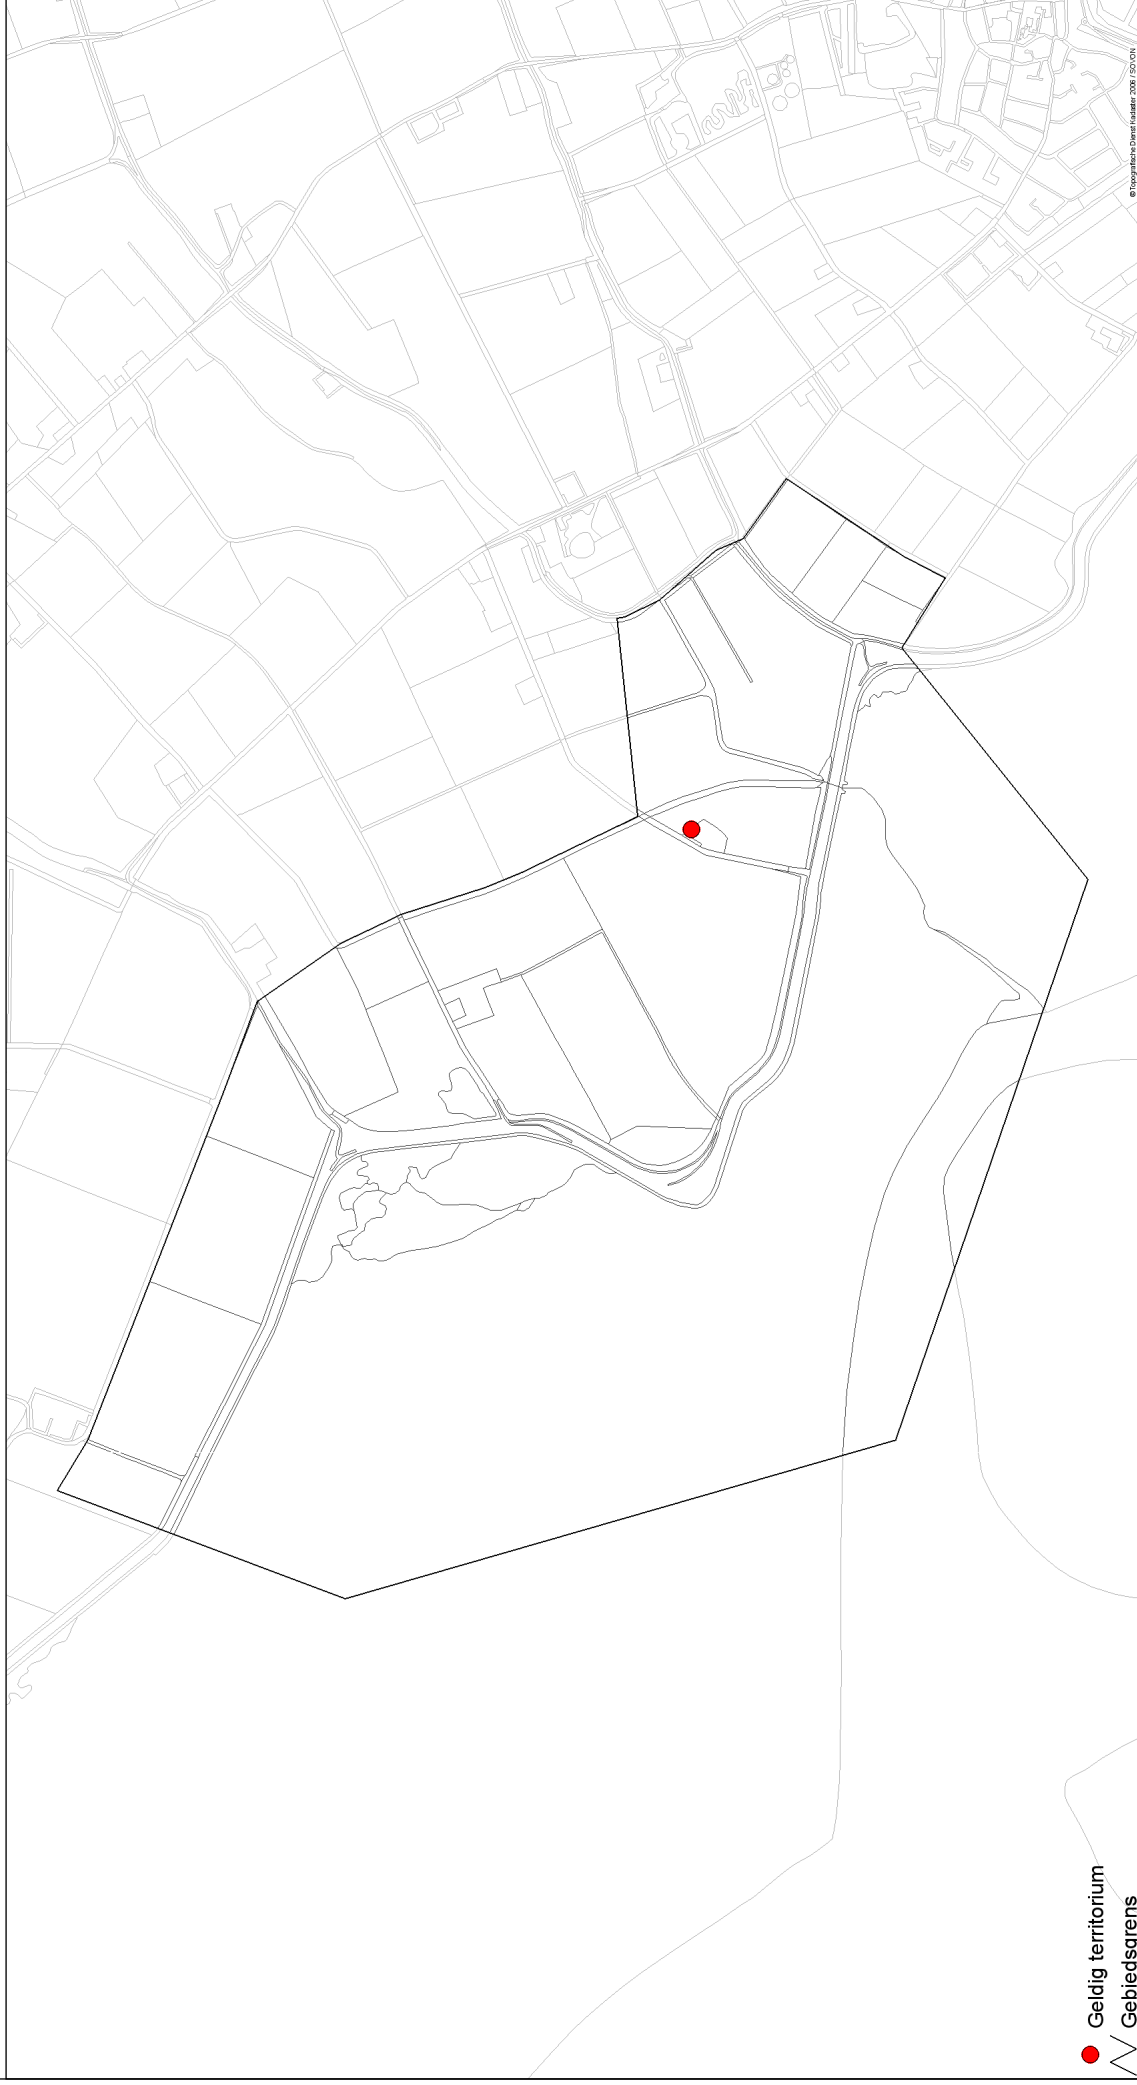 © Topografische Dienst Kadaster 2006 / SOVON
Geldig territorium
Gebiedsgrens